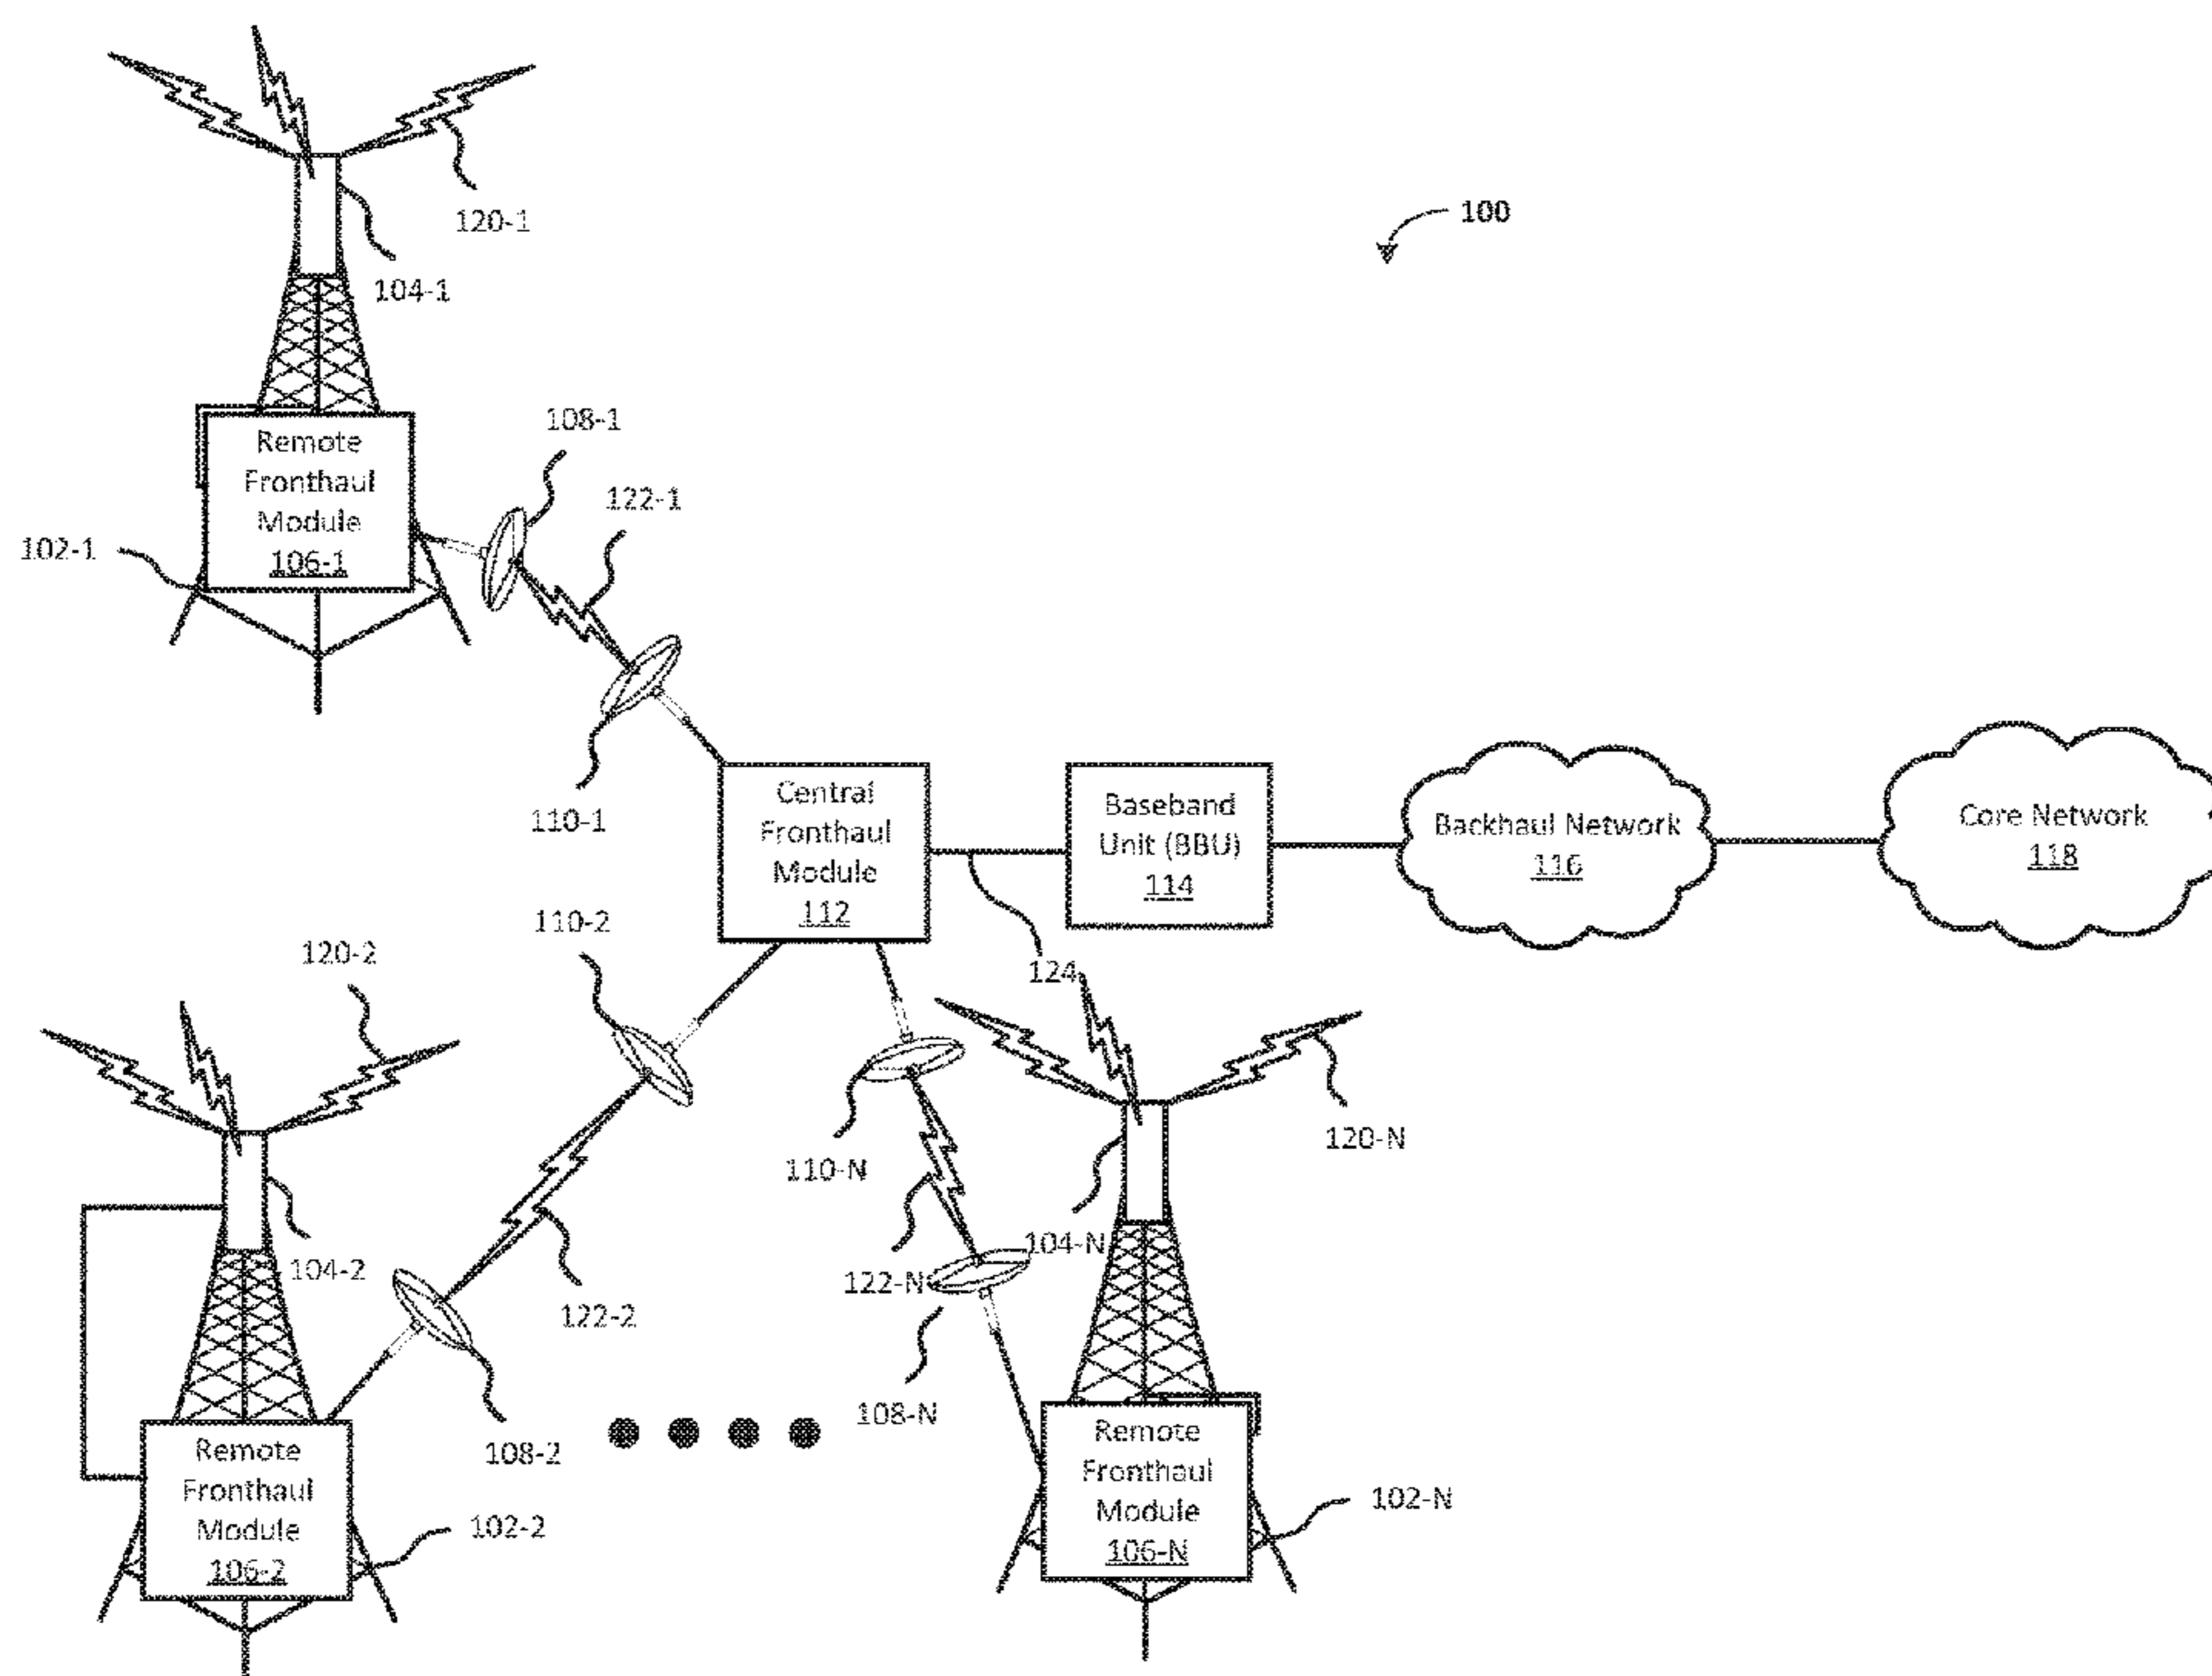 120-1
100
104-1
108-1
Remote
Fronthaul
Module
106-1
122-1
102-1
110-1
Central
Fronthaul
Module
112
Baseband
Unit (BBU)
114
Backhaul Network
116
Core Network
118
110-2
120-2
124
120-N
110-N
104-N
104-2
122-N
122-2
108-N
108-2
Remote
Fronthaul
Module
106-2
102-2
Remote
Fronthaul
Module
106-N
102-N